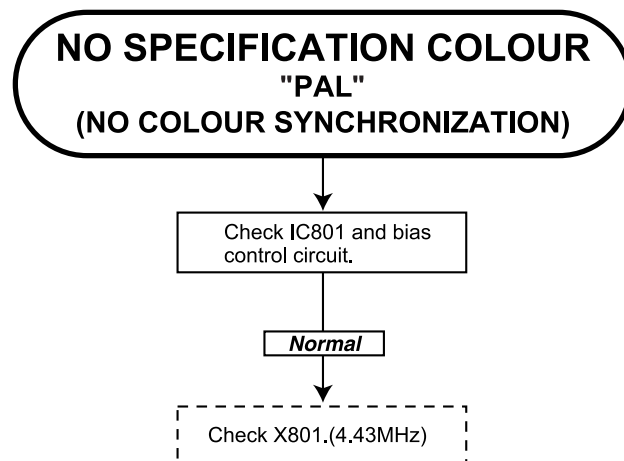 NO SPECIFICATION COLOUR
"PAL"
(NO COLOUR SYNCHRONIZATION)
Check IC801 and bias
control circuit.
Normal
Check X801.(4.43MHz)